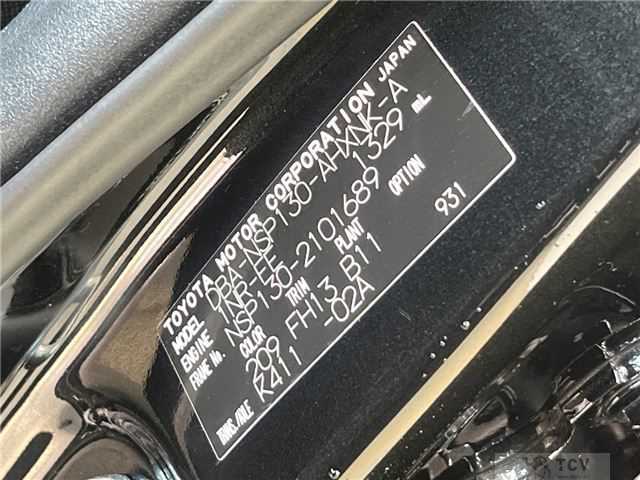 TOYOTA MOTOR CORPORATION JAPAN
MODEL DBA-NSP130-AHXNK-A
ENGINE 1NR-FE 1329 mL
FRAME No. NSP130-2101689
COLOR TRIM PLANT OPTION
209 FH13 B11 931
TRANS/AXLE K411 -02A
TCV